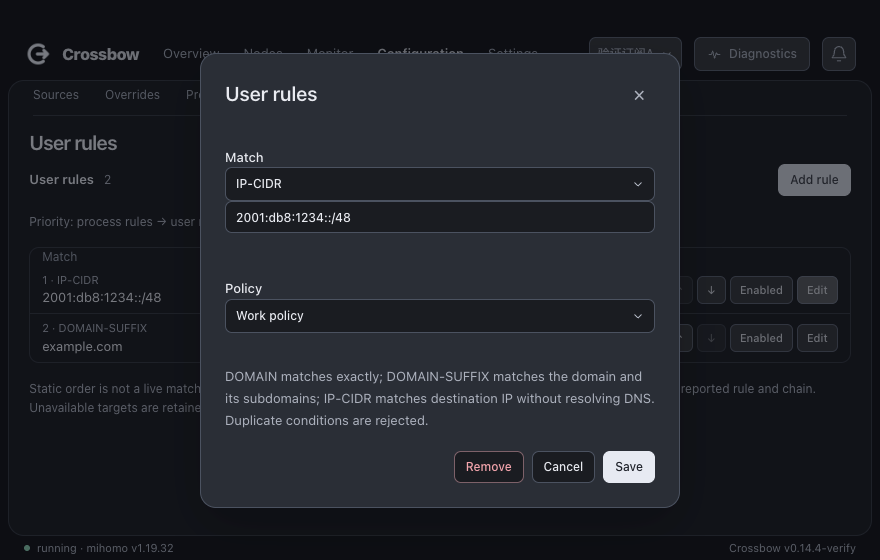 Crossbow
Overview
Nodes
Monitor
Configuration
Settings
Diagnostics
Sources
Overrides
User rules
User rules 2
Add rule
Priority: process rules → user
Match
1 · IP-CIDR
2001:db8:1234::/48
↓
Enabled
Edit
2 · DOMAIN-SUFFIX
example.com
↓
Enabled
Edit
Static order is not a live match
reported rule and chain.
Unavailable targets are retaine
User rules
Match
IP-CIDR
2001:db8:1234::/48
Policy
Work policy
DOMAIN matches exactly; DOMAIN-SUFFIX matches the domain and
its subdomains; IP-CIDR matches destination IP without resolving DNS.
Duplicate conditions are rejected.
Remove
Cancel
Save
running · mihomo v1.19.32
Crossbow v0.14.4-verify